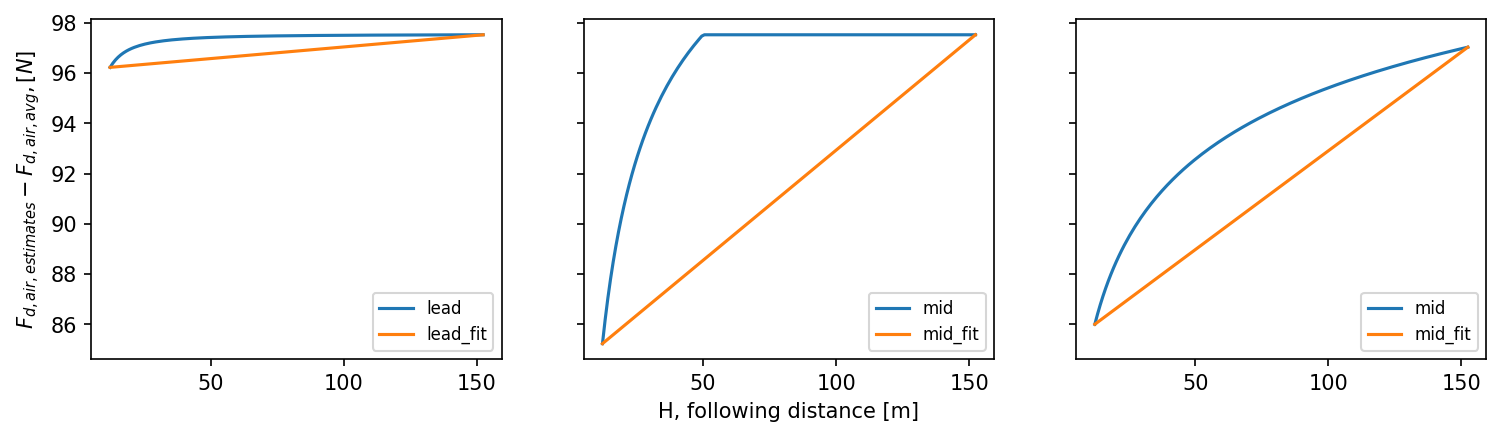 F_{d,air,estimates} − F_{d,air,avg}, [N]
98
96
94
92
90
88
86
50 100 150
lead
lead_fit
50 100 150
mid
mid_fit
50 100 150
mid
mid_fit
H, following distance [m]